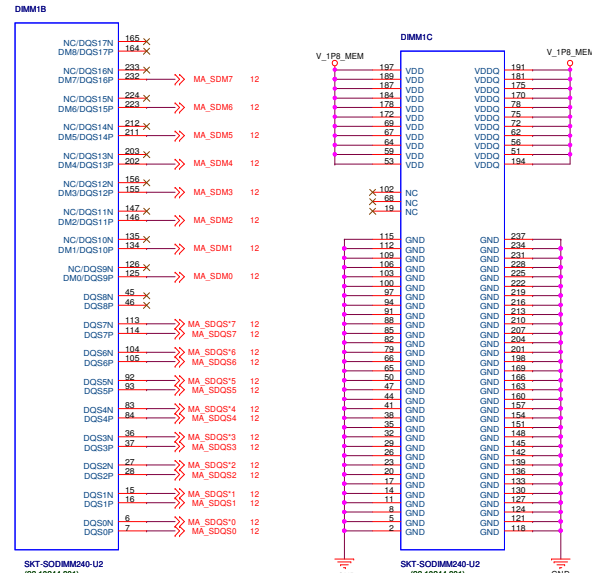 DIMM1B
NC/DQS17N 165
DM8/DQS17P 164
NC/DQS16N 233
DM7/DQS16P 232 MA_SDM7 12
NC/DQS15N 224
DM6/DQS15P 223 MA_SDM6 12
NC/DQS14N 212
DM5/DQS14P 211 MA_SDM5 12
NC/DQS13N 203
DM4/DQS13P 202 MA_SDM4 12
NC/DQS12N 156
DM3/DQS12P 155 MA_SDM3 12
NC/DQS11N 147
DM2/DQS11P 146 MA_SDM2 12
NC/DQS10N 135
DM1/DQS10P 134 MA_SDM1 12
NC/DQS9N 126
DM0/DQS9P 125 MA_SDM0 12
DQS8N 45
DQS8P 46
DQS7N 113 MA_SDQS*7 12
DQS7P 114 MA_SDQS7 12
DQS6N 104 MA_SDQS*6 12
DQS6P 105 MA_SDQS6 12
DQS5N 92 MA_SDQS*5 12
DQS5P 93 MA_SDQS5 12
DQS4N 83 MA_SDQS*4 12
DQS4P 84 MA_SDQS4 12
DQS3N 36 MA_SDQS*3 12
DQS3P 37 MA_SDQS3 12
DQS2N 27 MA_SDQS*2 12
DQS2P 28 MA_SDQS2 12
DQS1N 15 MA_SDQS*1 12
DQS1P 16 MA_SDQS1 12
DQS0N 6 MA_SDQS*0 12
DQS0P 7 MA_SDQS0 12
SKT-SODIMM240-U2
DIMM1C
V_1P8_MEM V_1P8_MEM
197 VDD VDDQ 191
189 VDD VDDQ 181
187 VDD VDDQ 175
184 VDD VDDQ 170
178 VDD VDDQ 78
172 VDD VDDQ 75
69 VDD VDDQ 72
67 VDD VDDQ 62
64 VDD VDDQ 56
59 VDD VDDQ 51
53 VDD VDDQ 194
102 NC
68 NC
19 NC
115 GND GND 237
112 GND GND 234
109 GND GND 231
106 GND GND 228
103 GND GND 225
100 GND GND 222
97 GND GND 219
94 GND GND 216
91 GND GND 213
88 GND GND 210
85 GND GND 207
82 GND GND 204
79 GND GND 201
66 GND GND 198
65 GND GND 169
50 GND GND 166
47 GND GND 163
44 GND GND 160
41 GND GND 157
38 GND GND 154
35 GND GND 151
32 GND GND 148
29 GND GND 145
26 GND GND 142
23 GND GND 139
20 GND GND 136
17 GND GND 133
14 GND GND 130
11 GND GND 127
8 GND GND 124
5 GND GND 121
2 GND GND 118
SKT-SODIMM240-U2